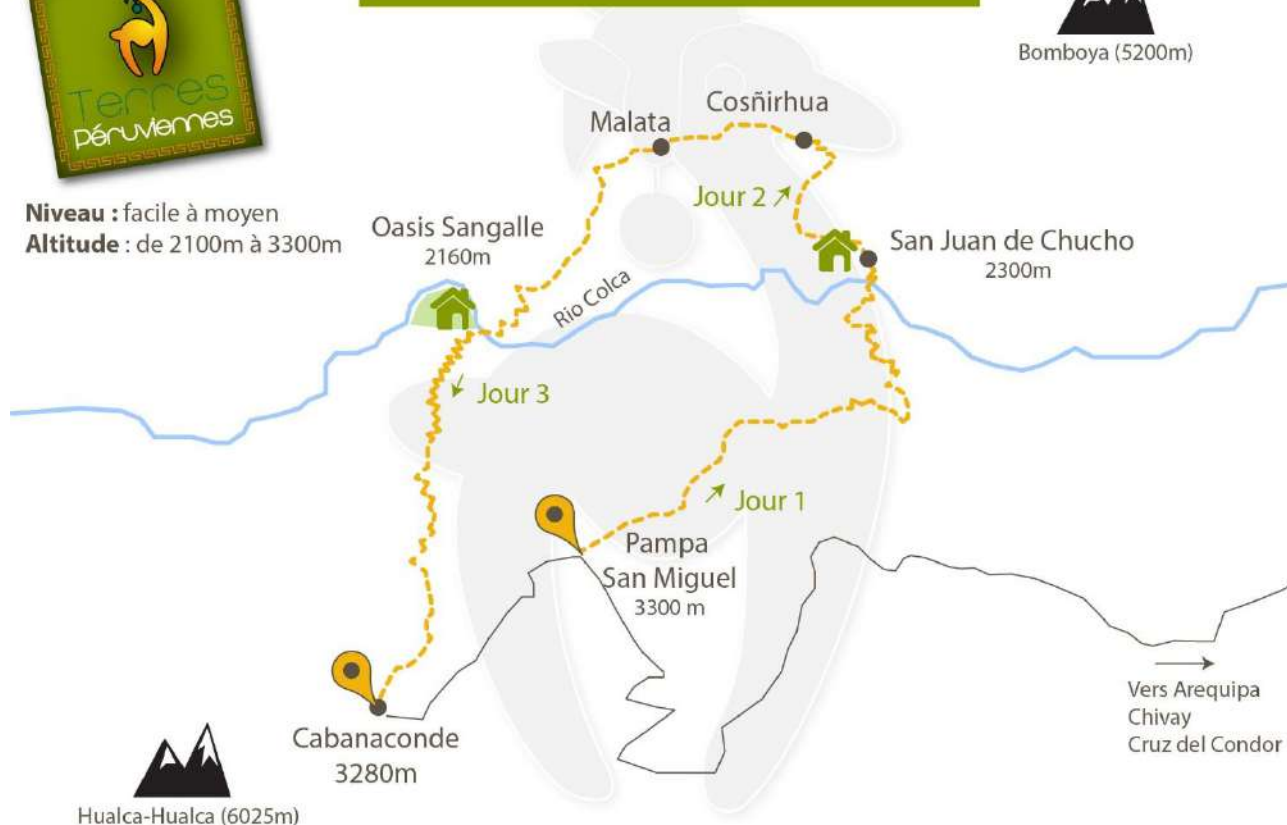 Terres
Péruviennes
Bomboya (5200m)
Niveau : facile à moyen
Altitude : de 2100m à 3300m
Malata
Cosñirhua
Jour 2
Oasis Sangalle
2160m
San Juan de Chucho
2300m
Rio Colca
Jour 3
Jour 1
Pampa
San Miguel
3300 m
Cabanaconde
3280m
Vers Arequipa
Chivay
Cruz del Condor
Hualca-Hualca (6025m)